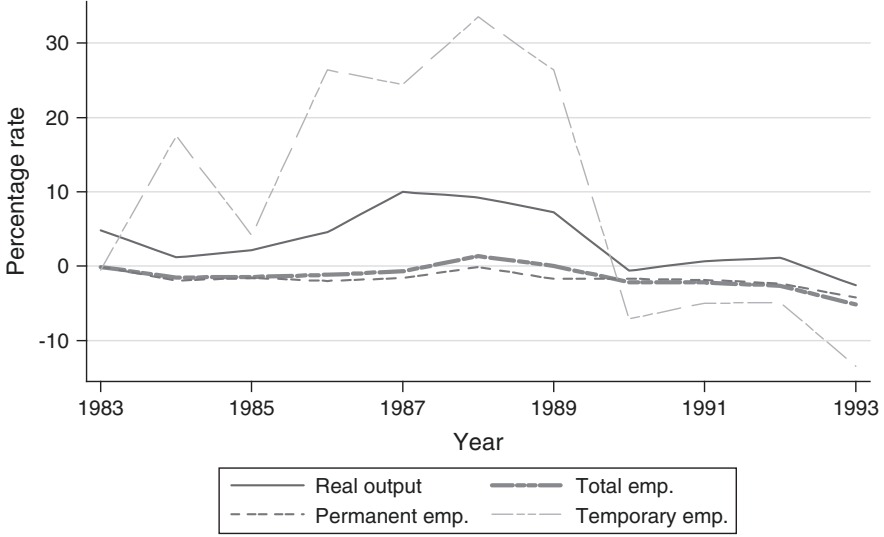 30
20
10
0
-10
Percentage rate
1983 1985 1987 1989 1991 1993
Year
Real output Total emp.
Permanent emp. Temporary emp.